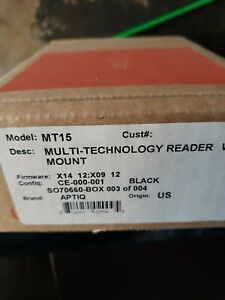 Model: MT15 Cust#:
Desc: MULTI-TECHNOLOGY READER
MOUNT
Firmware: X14 12:X09 12
Config: CE-000-001 BLACK
SO70660-BOX 003 of 004
Brand: APTIQ Origin: US